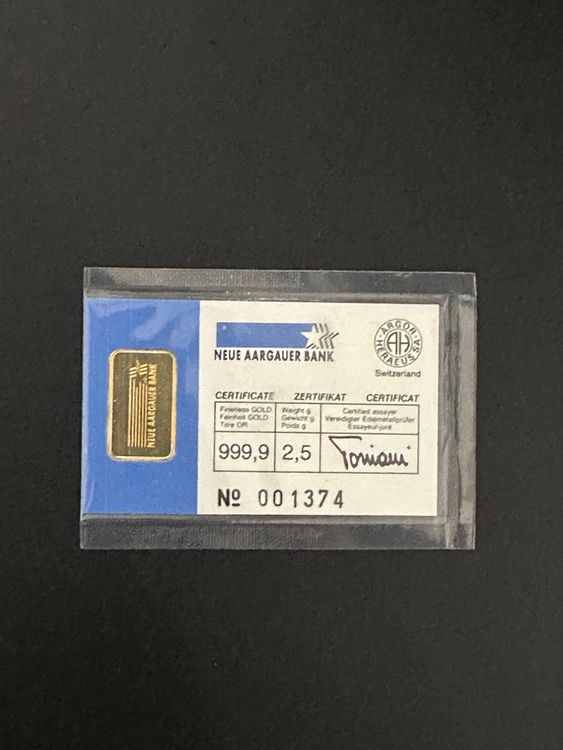 NEUE AARGAUER BANK
NEUE AARGAUER BANK
ARGOR-HERAEUS SA
AH
Switzerland
CERTIFICATE ZERTIFIKAT CERTIFICAT
Fineness GOLD Weight g Certified assayer
Feinheit GOLD Gewicht g Vereidigter Edelmetallprüfer
Titre OR Poids g Essayeur-juré
999,9 2,5
Nº 001374